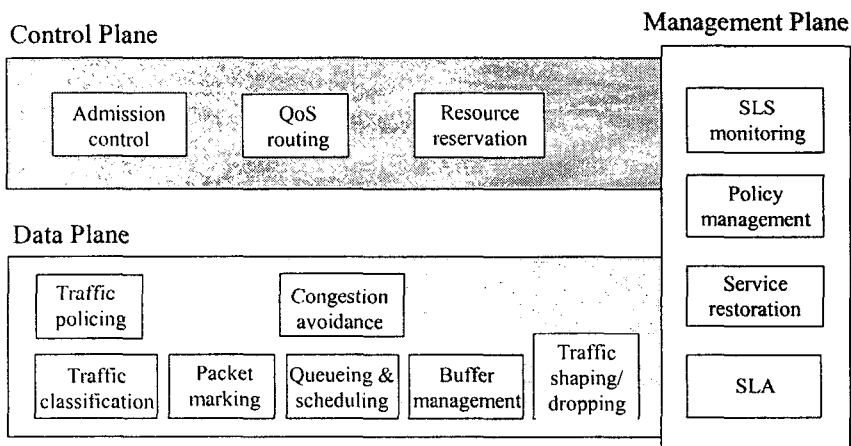 Management Plane
Control Plane
Admission
control
QoS
routing
Resource
reservation
SLS
monitoring
Policy
management
Service
restoration
SLA
Data Plane
Traffic
policing
Congestion
avoidance
Traffic
classification
Packet
marking
Queueing &
scheduling
Buffer
management
Traffic
shaping/
dropping